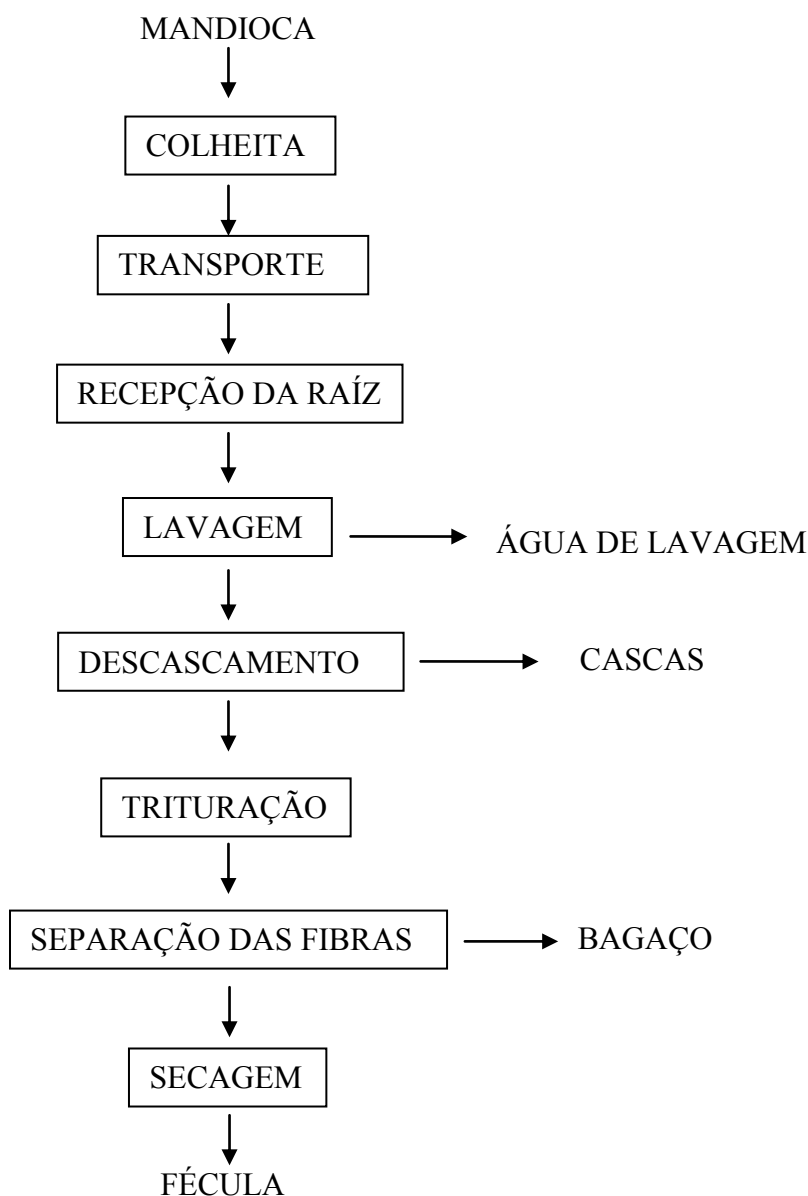 MANDIOCA
COLHEITA
TRANSPORTE
RECEPÇÃO DA RAÍZ
LAVAGEM
ÁGUA DE LAVAGEM
DESCASCAMENTO
CASCAS
TRITURAÇÃO
SEPARAÇÃO DAS FIBRAS
BAGAÇO
SECAGEM
FÉCULA